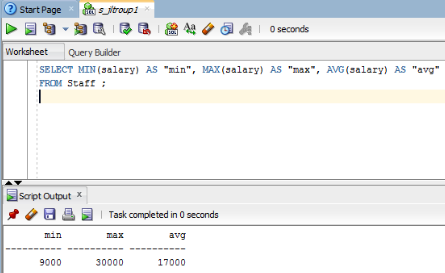 Start Page × s_jitroup1 ×
0 seconds
Worksheet Query Builder
SELECT MIN(salary) AS "min", MAX(salary) AS "max", AVG(salary) AS "avg"
FROM Staff ;
Script Output ×
Task completed in 0 seconds
min max avg
---------- ---------- ----------
9000 30000 17000